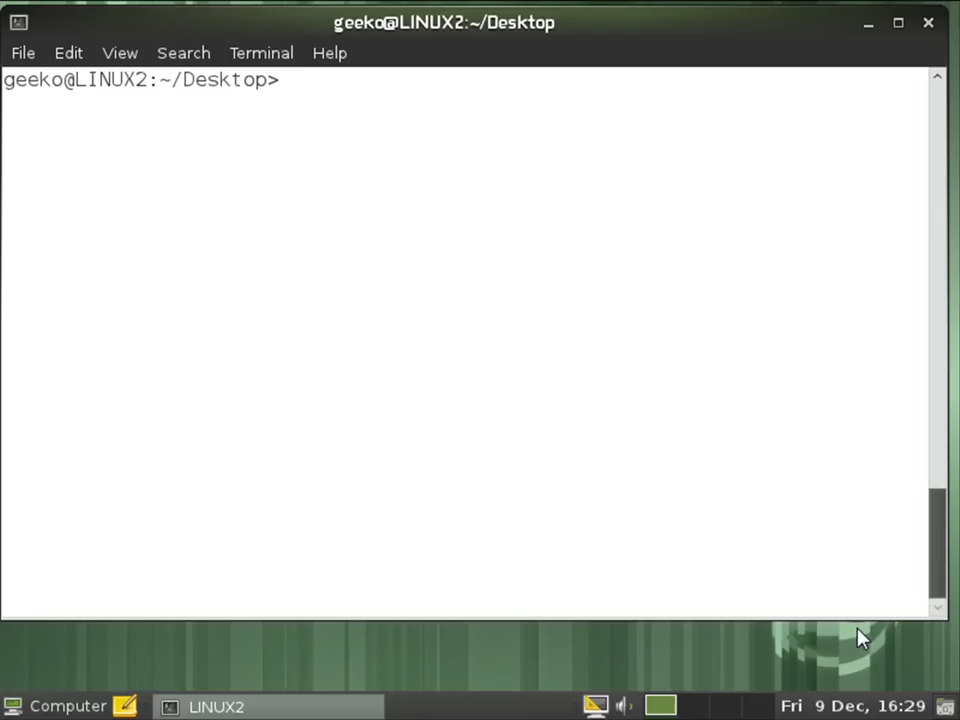 geeko@LINUX2:~/Desktop
File Edit View Search Terminal Help
geeko@LINUX2:~/Desktop>
Computer LINUX2 Fri 9 Dec, 16:29